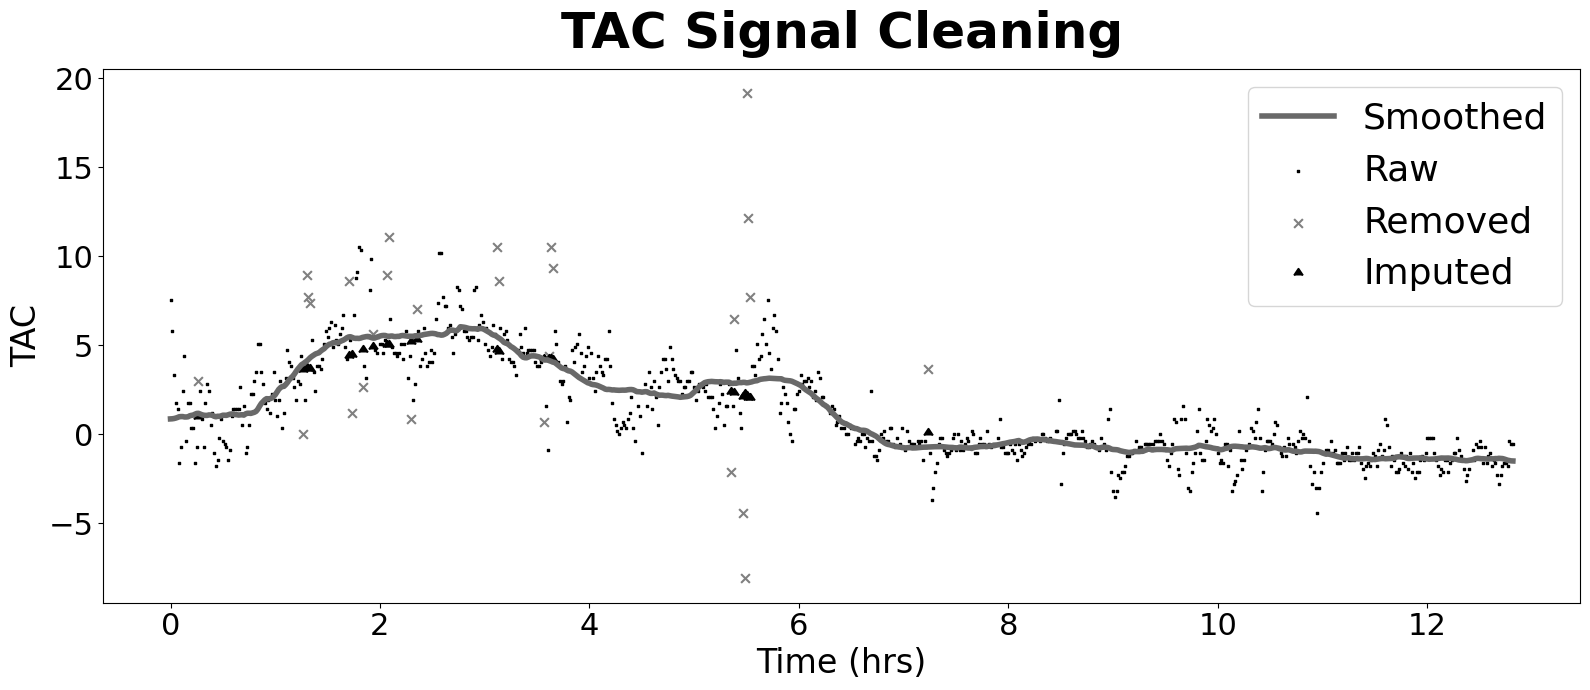 TAC Signal Cleaning
20
15
10
5
0
−5
TAC
Smoothed
Raw
Removed
Imputed
0 2 4 6 8 10 12
Time (hrs)